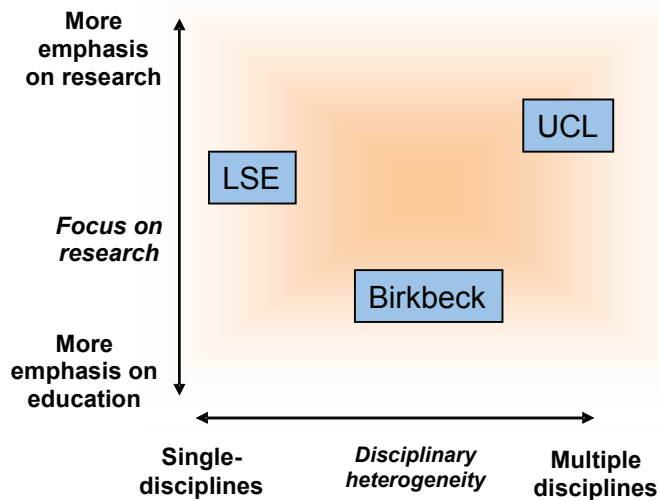 More
emphasis
on research
UCL
LSE
Focus on
research
Birkbeck
More
emphasis on
education
Single-
disciplines
Disciplinary
heterogeneity
Multiple
disciplines